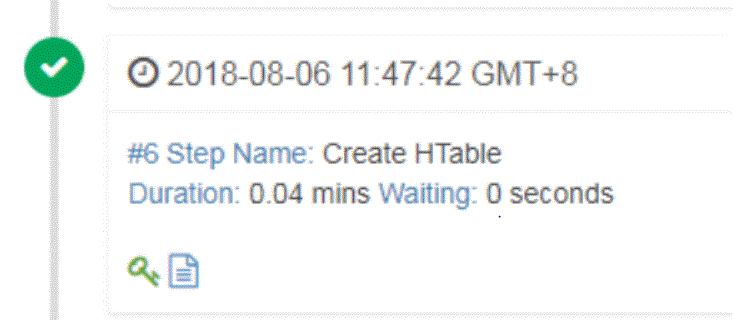 2018-08-06 11:47:42 GMT+8
#6 Step Name: Create HTable
Duration: 0.04 mins Waiting: 0 seconds